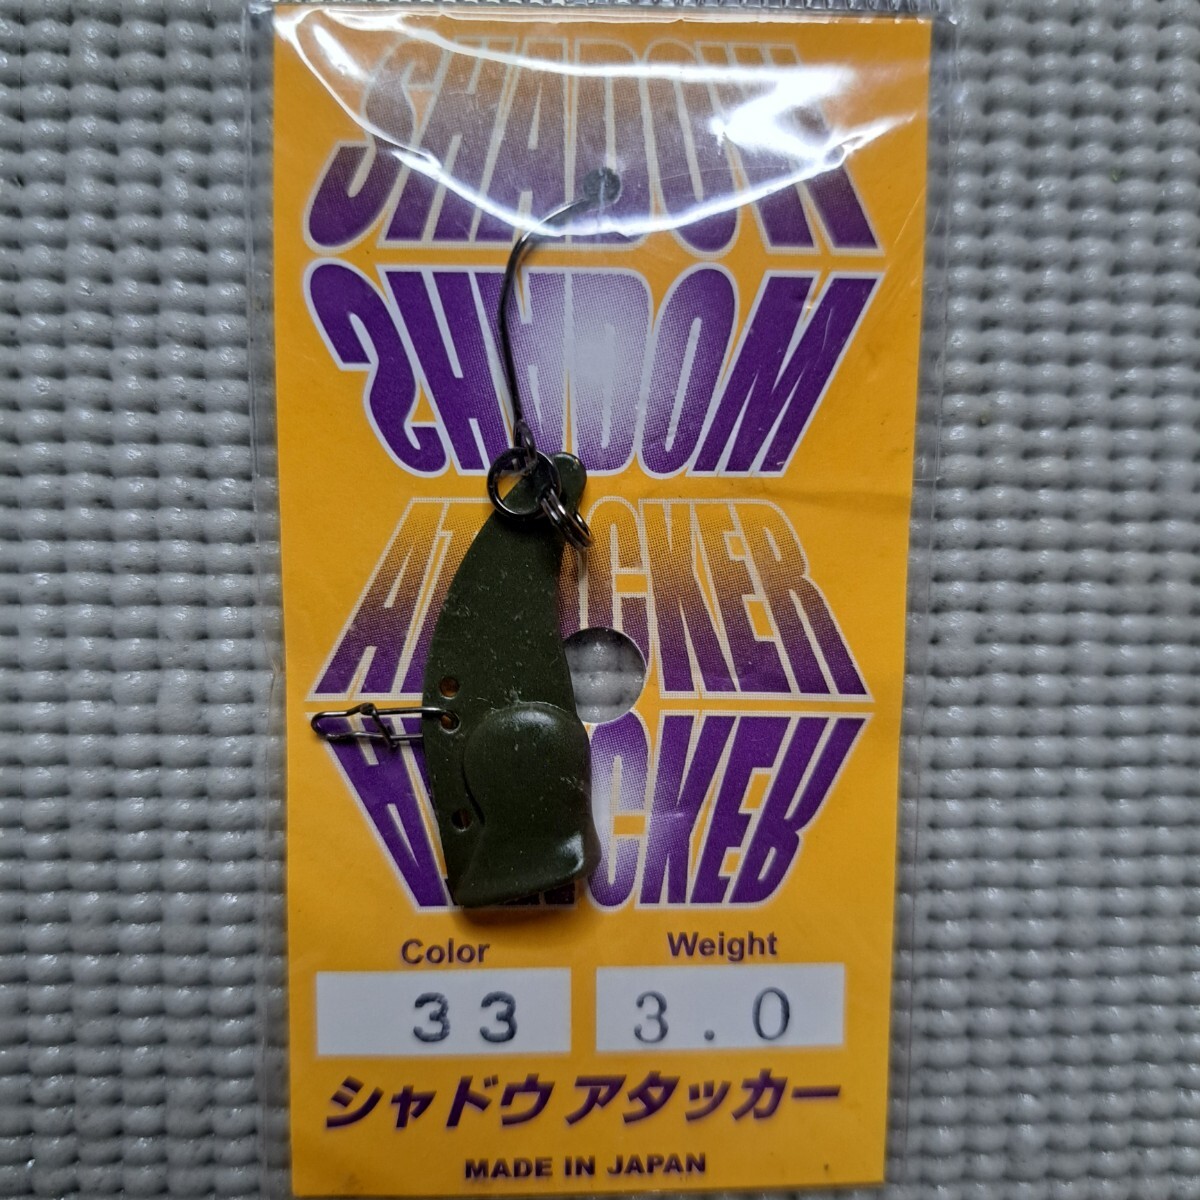 SHADOW
SHADOW
ATTACKER
ATTACKER
Color Weight
33 3.0
シャドウ アタッカー
MADE IN JAPAN